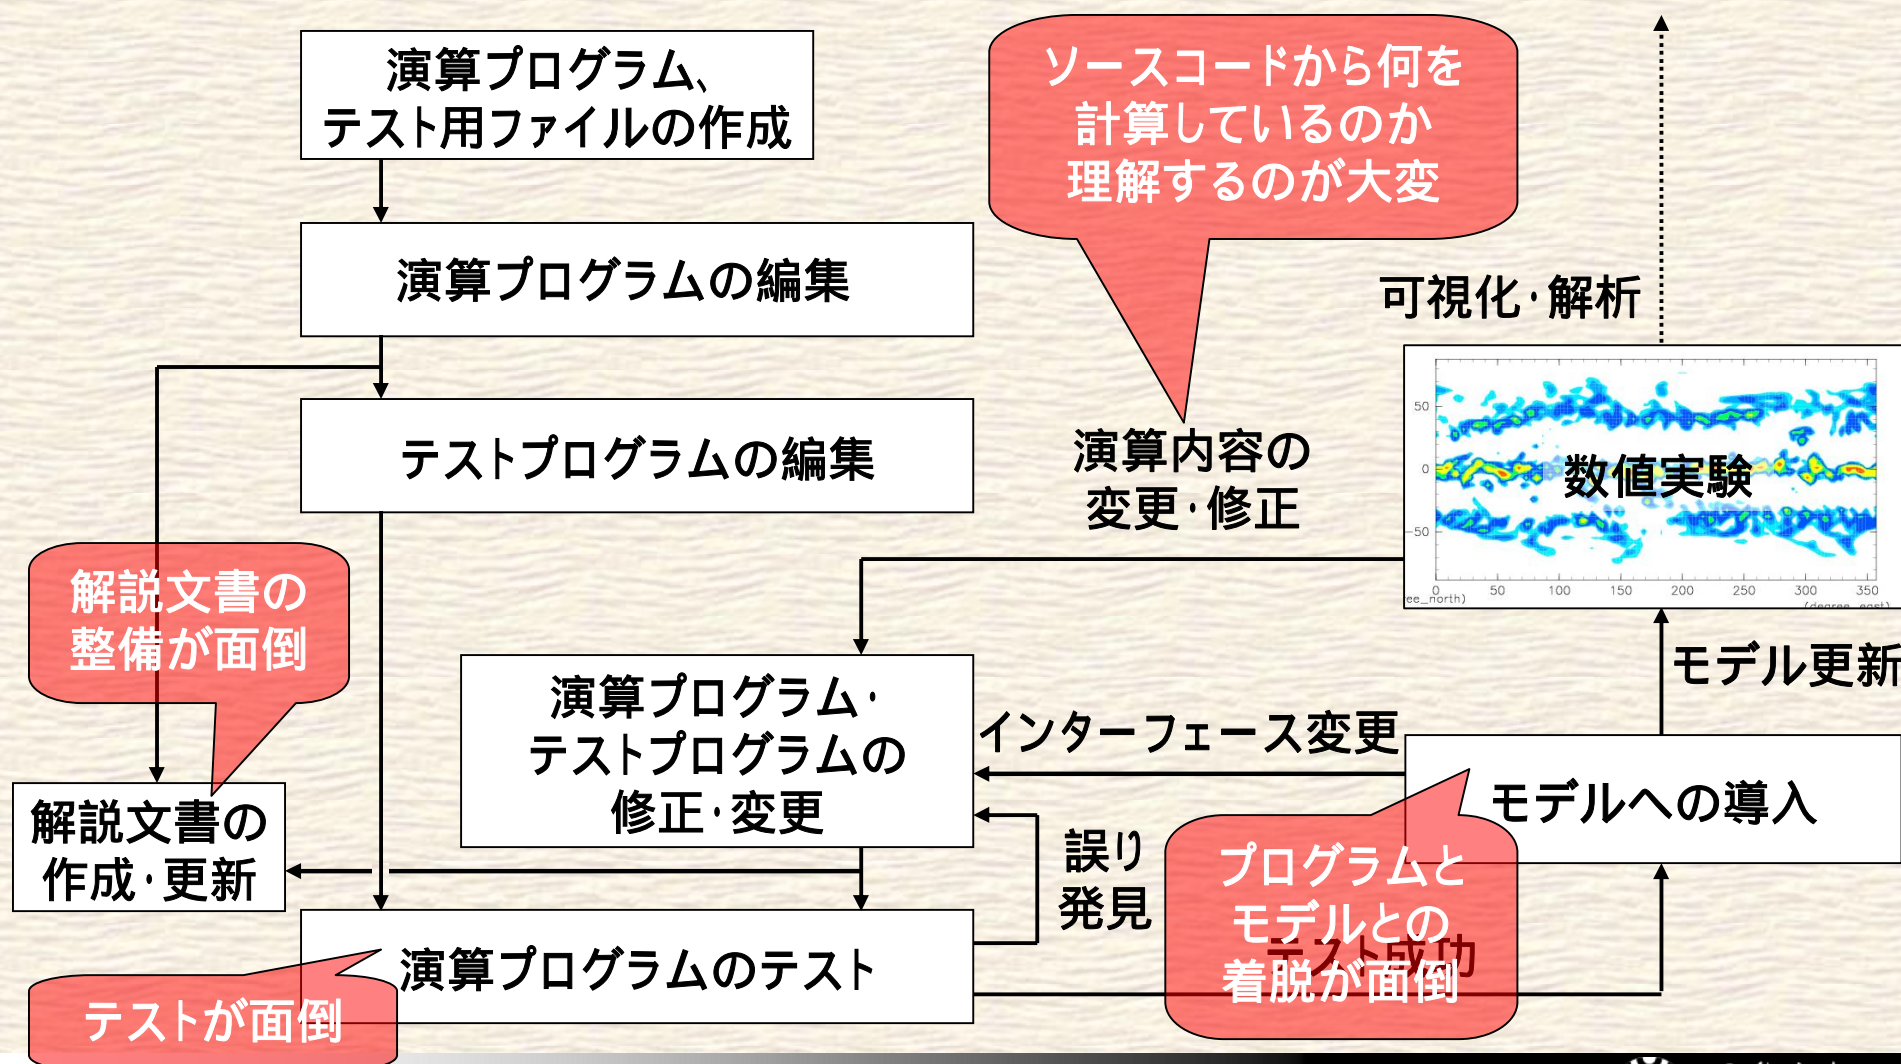 演算プログラム、
テスト用ファイルの作成
ソースコードから何を
計算しているのか
理解するのが大変
演算プログラムの編集
可視化・解析
テストプログラムの編集
演算内容の
変更・修正
数値実験
50
0
-50
0
50
100
150
200
250
300
350
ee_north)
(degree_east)
解説文書の
整備が面倒
モデル更新
演算プログラム・
テストプログラムの
修正・変更
インターフェース変更
モデルへの導入
解説文書の
作成・更新
誤り
発見
プログラムと
モデルとの
着脱が面倒
テスト成功
演算プログラムのテスト
テストが面倒